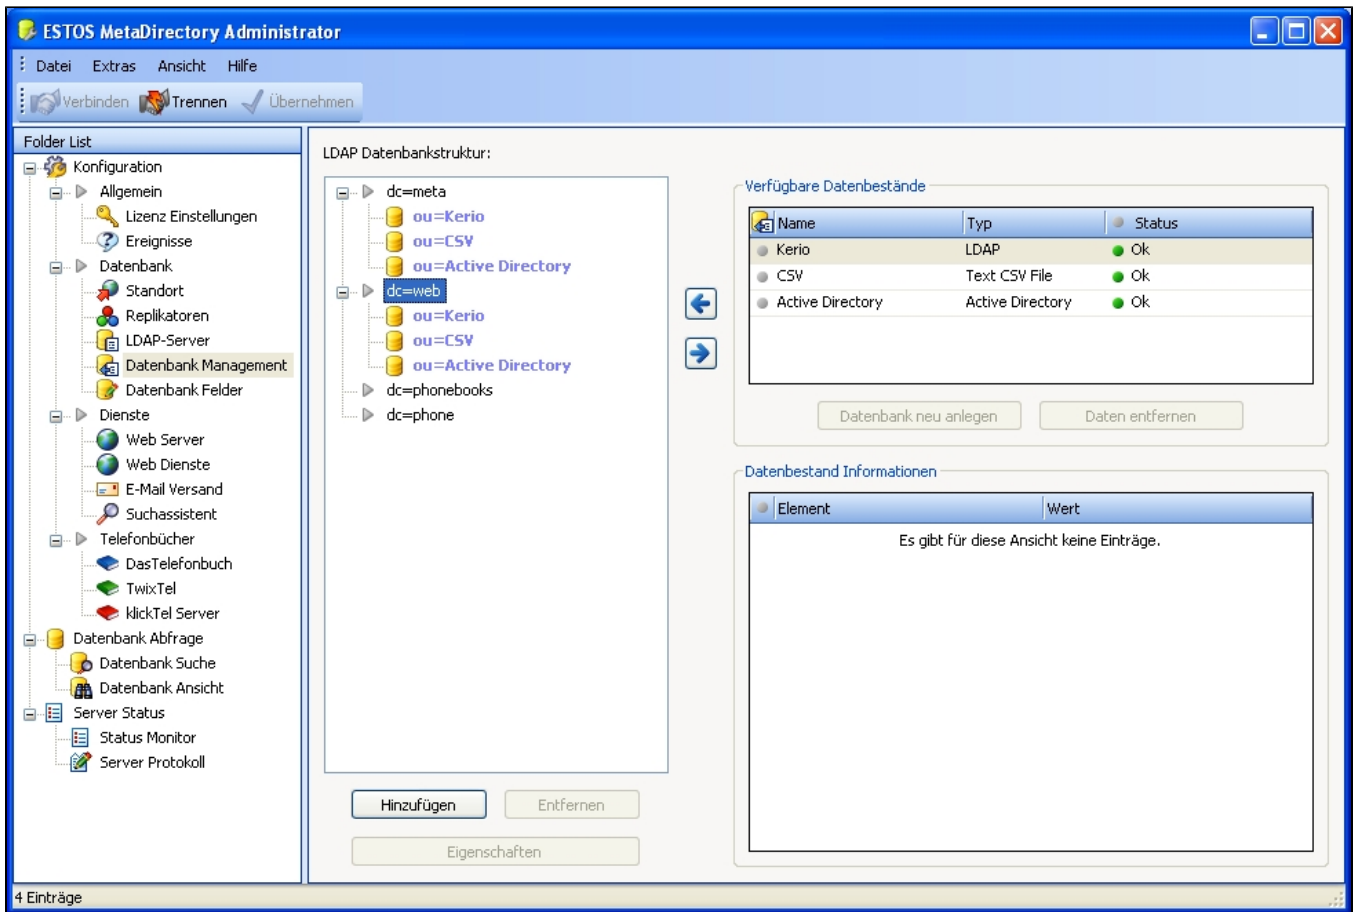 ESTOS MetaDirectory Administrator
Datei Extras Ansicht Hilfe
Verbinden Trennen Übernehmen
Folder List
Konfiguration
Allgemein
Lizenz Einstellungen
Ereignisse
Datenbank
Standort
Replikatoren
LDAP-Server
Datenbank Management
Datenbank Felder
Dienste
Web Server
Web Dienste
E-Mail Versand
Suchassistent
Telefonbücher
DasTelefonbuch
TwixTel
klickTel Server
Datenbank Abfrage
Datenbank Suche
Datenbank Ansicht
Server Status
Status Monitor
Server Protokoll
LDAP Datenbankstruktur:
dc=meta
ou=Kerio
ou=CSV
ou=Active Directory
dc=web
ou=Kerio
ou=CSV
ou=Active Directory
dc=phonebooks
dc=phone
Hinzufügen Entfernen
Eigenschaften
Verfügbare Datenbestände
Name Typ Status
Kerio LDAP Ok
CSV Text CSV File Ok
Active Directory Active Directory Ok
Datenbank neu anlegen Daten entfernen
Datenbestand Informationen
Element Wert
Es gibt für diese Ansicht keine Einträge.
4 Einträge